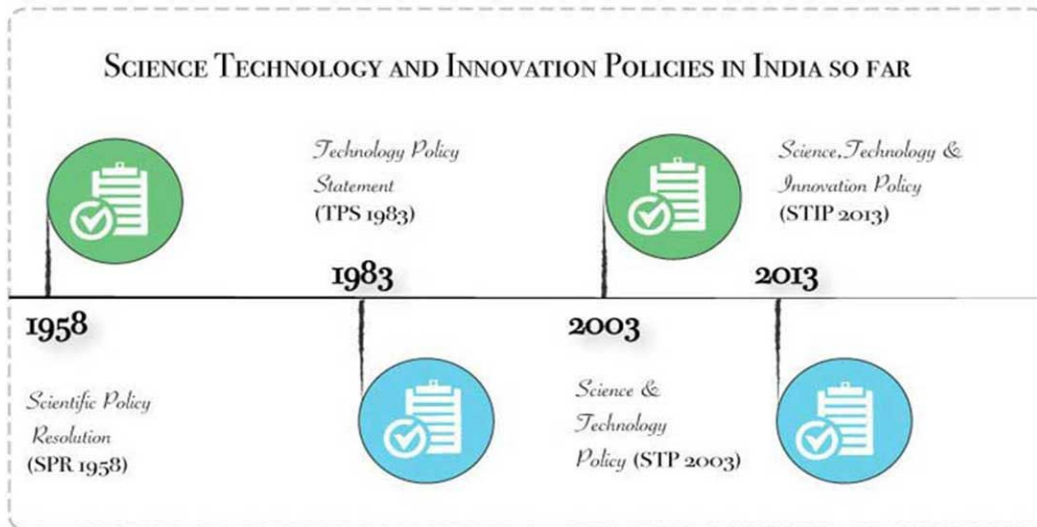 SCIENCE TECHNOLOGY AND INNOVATION POLICIES IN INDIA SO FAR
1958
Scientific Policy
Resolution
(SPR 1958)
Technology Policy
Statement
(TPS 1983)
1983
2003
Science &
Technology
Policy (STP 2003)
Science,Technology &
Innovation Policy
(STIP 2013)
2013